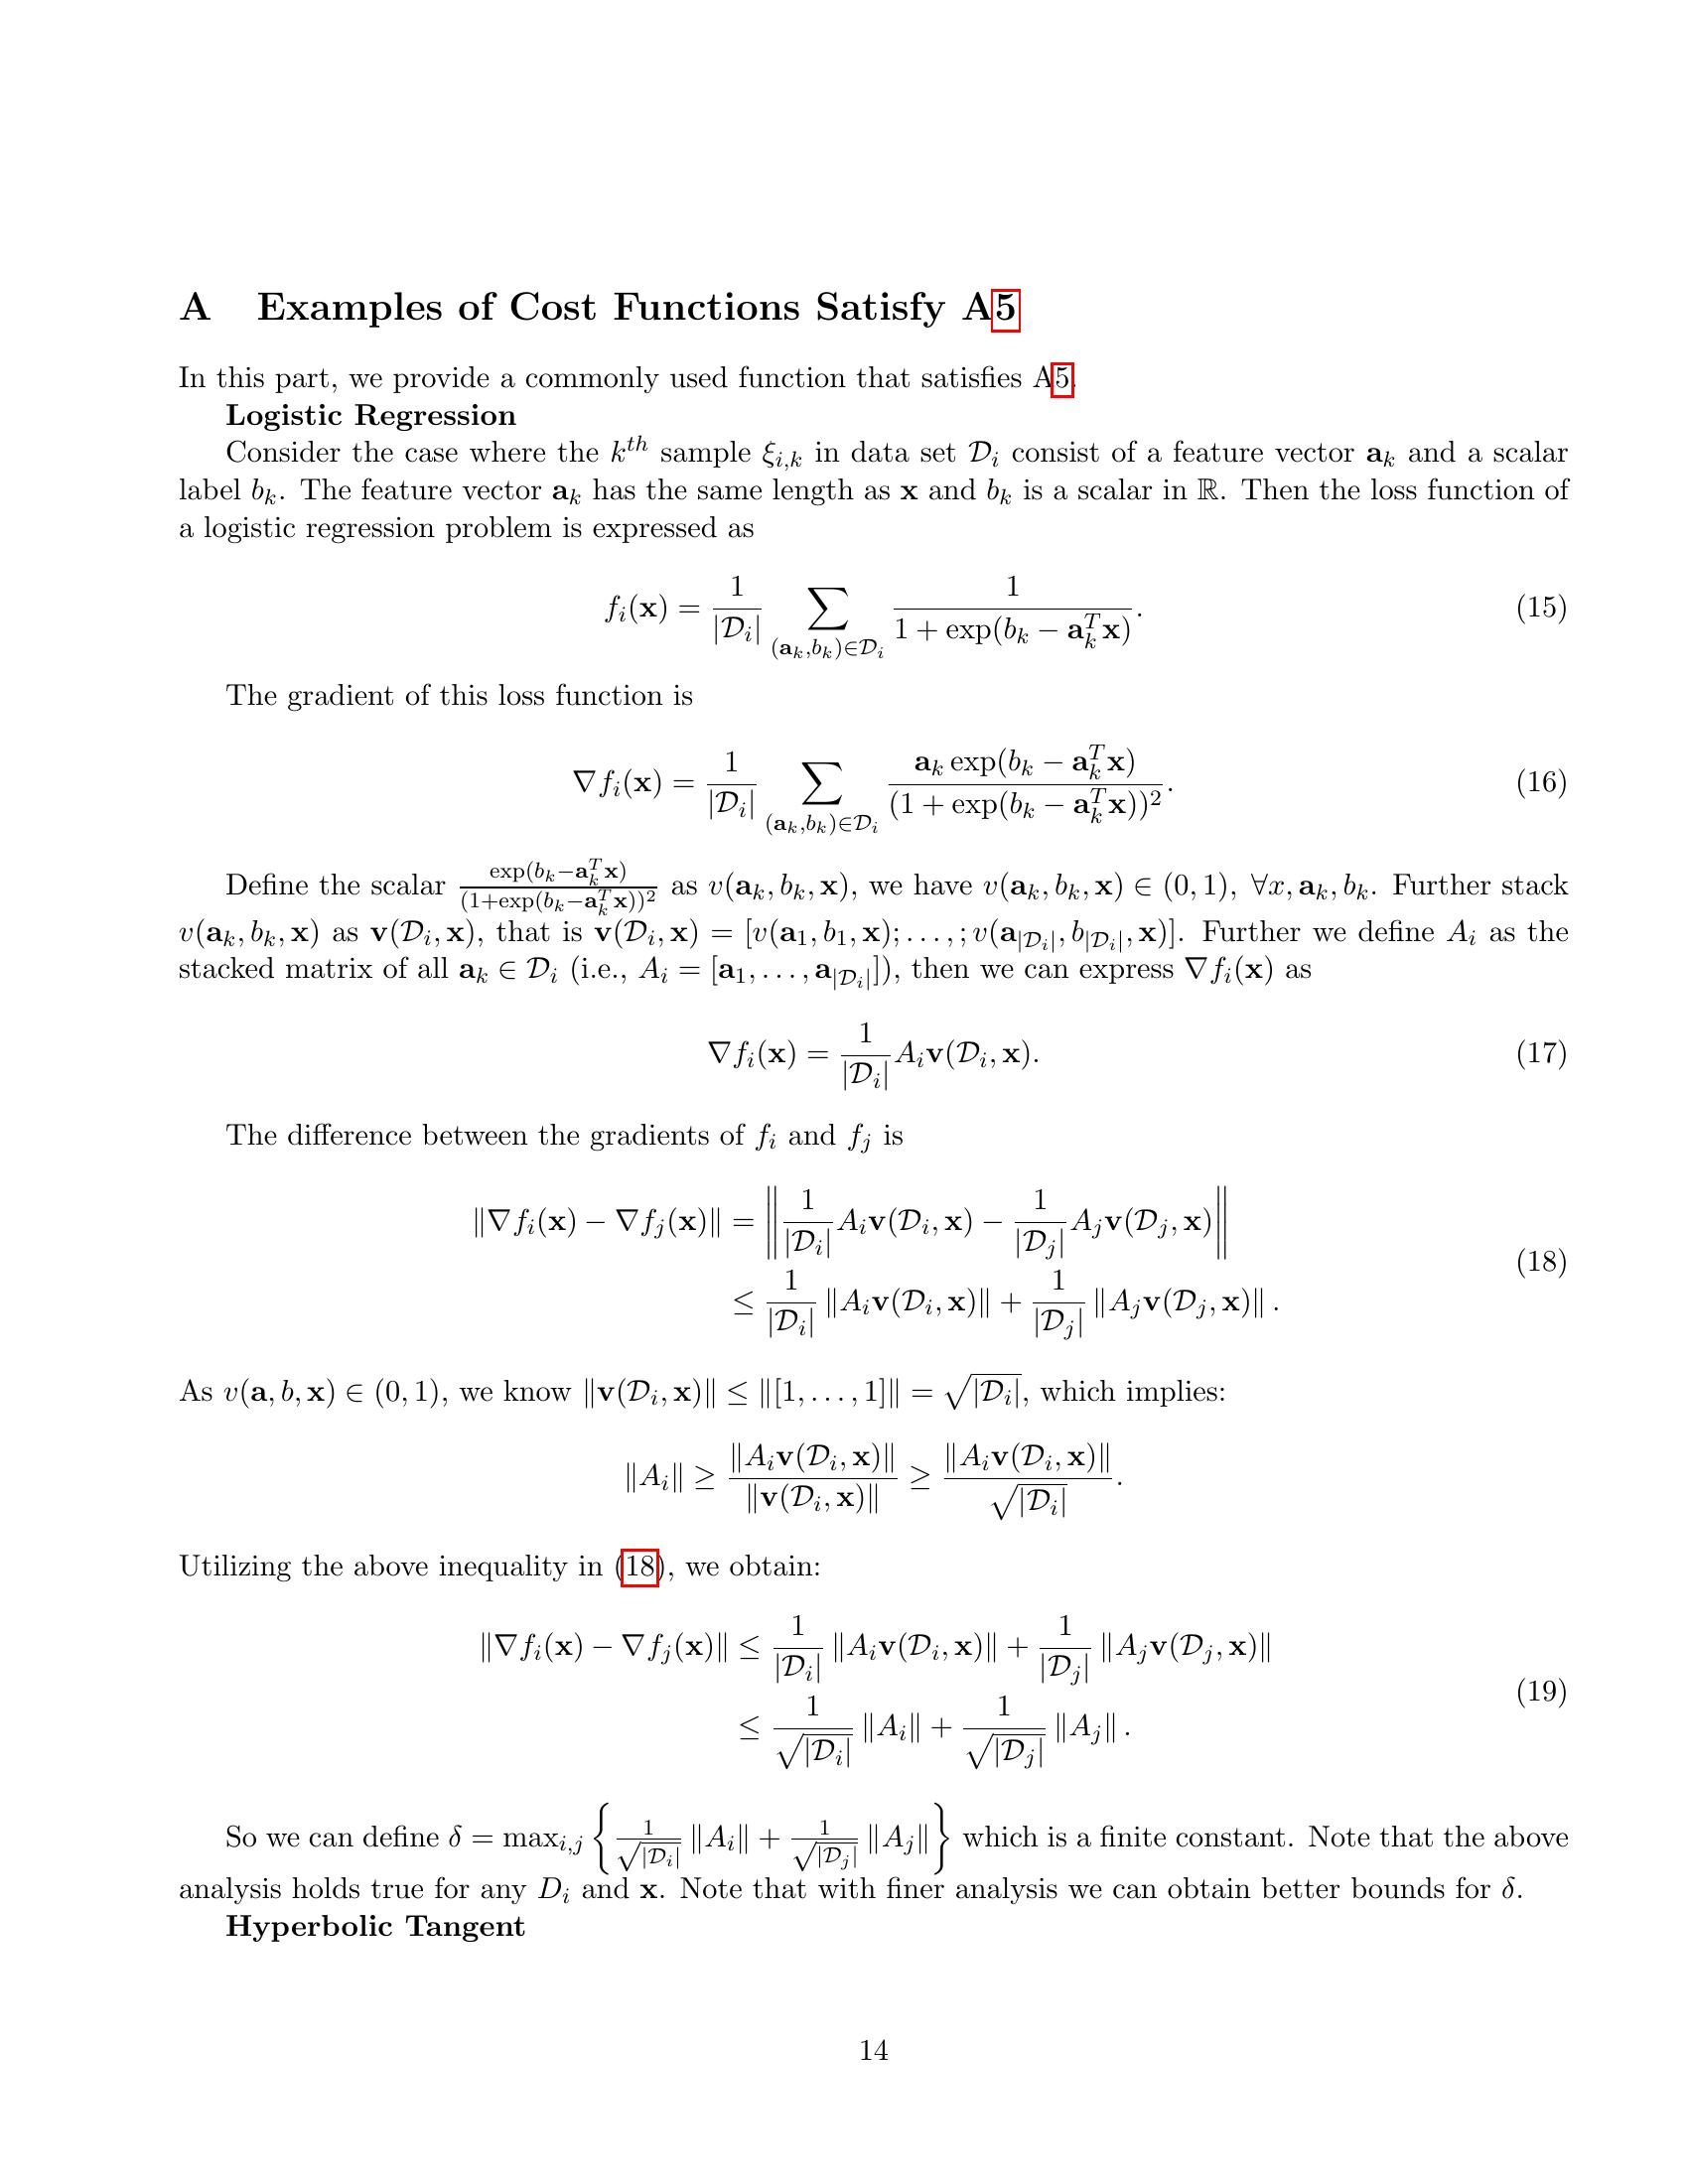 A Examples of Cost Functions Satisfy A5
In this part, we provide a commonly used function that satisfies A5.
Logistic Regression
Consider the case where the $k^{th}$ sample $\xi_{i,k}$ in data set $\mathcal{D}_i$ consist of a feature vector $\mathbf{a}_k$ and a scalar
label $b_k$. The feature vector $\mathbf{a}_k$ has the same length as $\mathbf{x}$ and $b_k$ is a scalar in $\mathbb{R}$. Then the loss function of
a logistic regression problem is expressed as
$f_i(\mathbf{x}) = \frac{1}{|\mathcal{D}_i|} \sum_{(\mathbf{a}_k,b_k)\in\mathcal{D}_i} \frac{1}{1+\exp(b_k-\mathbf{a}_k^T\mathbf{x})}.$ (15)
The gradient of this loss function is
$\nabla f_i(\mathbf{x}) = \frac{1}{|\mathcal{D}_i|} \sum_{(\mathbf{a}_k,b_k)\in\mathcal{D}_i} \frac{\mathbf{a}_k\exp(b_k-\mathbf{a}_k^T\mathbf{x})}{(1+\exp(b_k-\mathbf{a}_k^T\mathbf{x}))^2}.$ (16)
Define the scalar $\frac{\exp(b_k-\mathbf{a}_k^T\mathbf{x})}{(1+\exp(b_k-\mathbf{a}_k^T\mathbf{x}))^2}$ as $v(\mathbf{a}_k,b_k,\mathbf{x})$, we have $v(\mathbf{a}_k,b_k,\mathbf{x}) \in (0,1),\ \forall x,\mathbf{a}_k,b_k$. Further stack
$v(\mathbf{a}_k,b_k,\mathbf{x})$ as $\mathbf{v}(\mathcal{D}_i,\mathbf{x})$, that is $\mathbf{v}(\mathcal{D}_i,\mathbf{x}) = [v(\mathbf{a}_1,b_1,\mathbf{x});\ldots,;v(\mathbf{a}_{|\mathcal{D}_i|},b_{|\mathcal{D}_i|},\mathbf{x})]$. Further we define $A_i$ as the
stacked matrix of all $\mathbf{a}_k \in \mathcal{D}_i$ (i.e., $A_i = [\mathbf{a}_1,\ldots,\mathbf{a}_{|\mathcal{D}_i|}]$), then we can express $\nabla f_i(\mathbf{x})$ as
$\nabla f_i(\mathbf{x}) = \frac{1}{|\mathcal{D}_i|} A_i\mathbf{v}(\mathcal{D}_i,\mathbf{x}).$ (17)
The difference between the gradients of $f_i$ and $f_j$ is
$\|\nabla f_i(\mathbf{x}) - \nabla f_j(\mathbf{x})\| = \left\| \frac{1}{|\mathcal{D}_i|} A_i\mathbf{v}(\mathcal{D}_i,\mathbf{x}) - \frac{1}{|\mathcal{D}_j|} A_j\mathbf{v}(\mathcal{D}_j,\mathbf{x}) \right\|$
$\leq \frac{1}{|\mathcal{D}_i|} \|A_i\mathbf{v}(\mathcal{D}_i,\mathbf{x})\| + \frac{1}{|\mathcal{D}_j|} \|A_j\mathbf{v}(\mathcal{D}_j,\mathbf{x})\|.$ (18)
As $v(\mathbf{a},b,\mathbf{x}) \in (0,1)$, we know $\|\mathbf{v}(\mathcal{D}_i,\mathbf{x})\| \leq \|[1,\ldots,1]\| = \sqrt{|\mathcal{D}_i|}$, which implies:
$\|A_i\| \geq \frac{\|A_i\mathbf{v}(\mathcal{D}_i,\mathbf{x})\|}{\|\mathbf{v}(\mathcal{D}_i,\mathbf{x})\|} \geq \frac{\|A_i\mathbf{v}(\mathcal{D}_i,\mathbf{x})\|}{\sqrt{|\mathcal{D}_i|}}.$
Utilizing the above inequality in (18), we obtain:
$\|\nabla f_i(\mathbf{x}) - \nabla f_j(\mathbf{x})\| \leq \frac{1}{|\mathcal{D}_i|} \|A_i\mathbf{v}(\mathcal{D}_i,\mathbf{x})\| + \frac{1}{|\mathcal{D}_j|} \|A_j\mathbf{v}(\mathcal{D}_j,\mathbf{x})\|$
$\leq \frac{1}{\sqrt{|\mathcal{D}_i|}} \|A_i\| + \frac{1}{\sqrt{|\mathcal{D}_j|}} \|A_j\|.$ (19)
So we can define $\delta = \max_{i,j} \left\{ \frac{1}{\sqrt{|\mathcal{D}_i|}} \|A_i\| + \frac{1}{\sqrt{|\mathcal{D}_j|}} \|A_j\| \right\}$ which is a finite constant. Note that the above
analysis holds true for any $D_i$ and $\mathbf{x}$. Note that with finer analysis we can obtain better bounds for $\delta$.
Hyperbolic Tangent
14